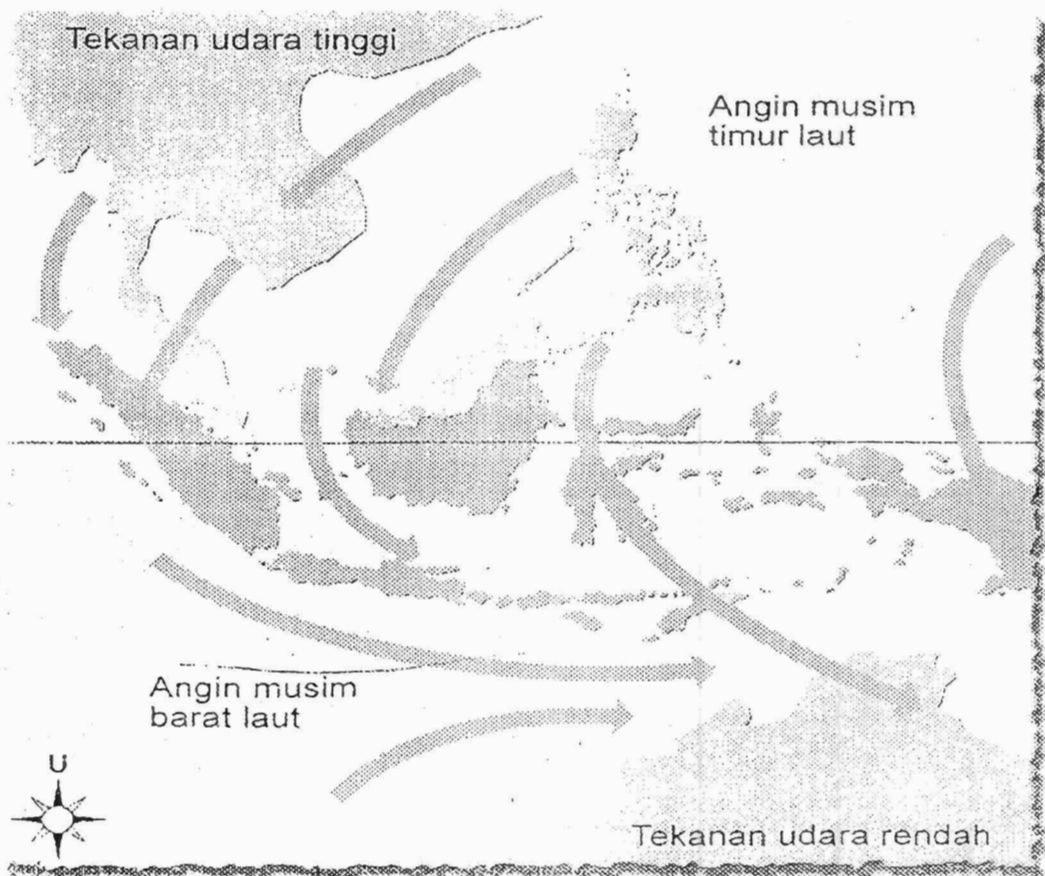 Tekanan udara tinggi
Angin musim
timur laut
Angin musim
barat laut
U
Tekanan udara rendah